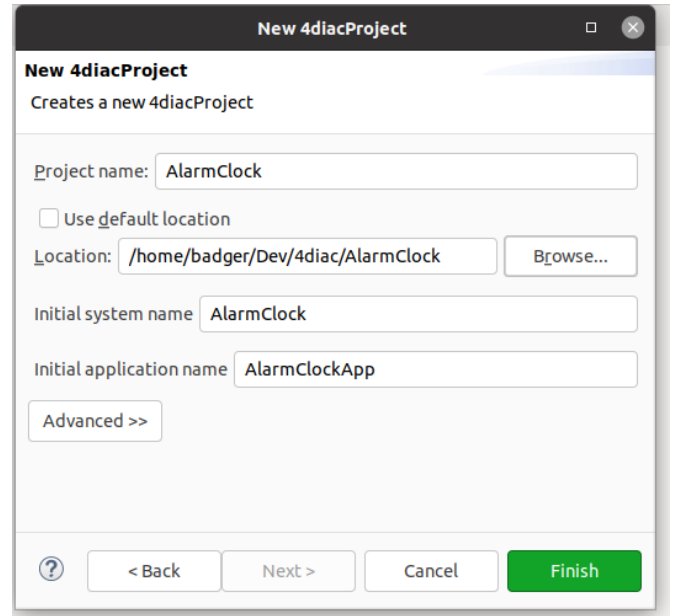 New 4diacProject
New 4diacProject
Creates a new 4diacProject
Project name: AlarmClock
Use default location
Location: /home/badger/Dev/4diac/AlarmClock Browse...
Initial system name AlarmClock
Initial application name AlarmClockApp
Advanced >>
? < Back Next > Cancel Finish